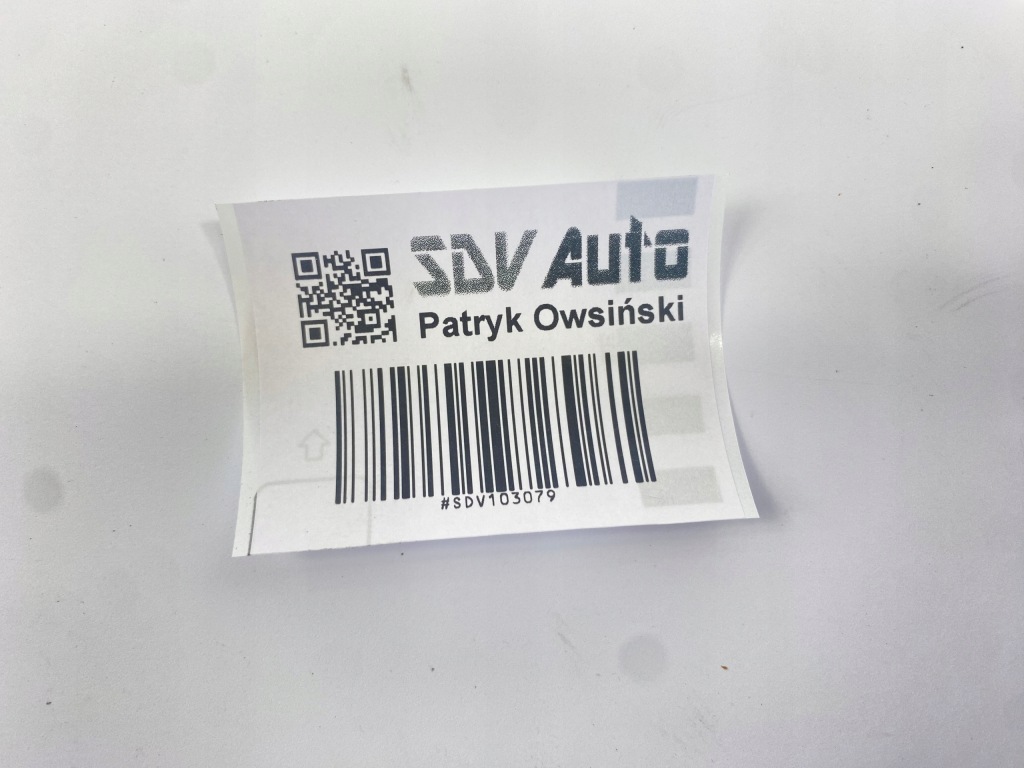 SDV Auto
Patryk Owsiński
#SDV103079